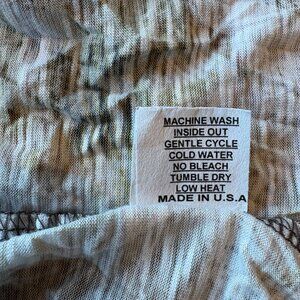 MACHINE WASH
INSIDE OUT
GENTLE CYCLE
COLD WATER
NO BLEACH
TUMBLE DRY
LOW HEAT
MADE IN U.S.A